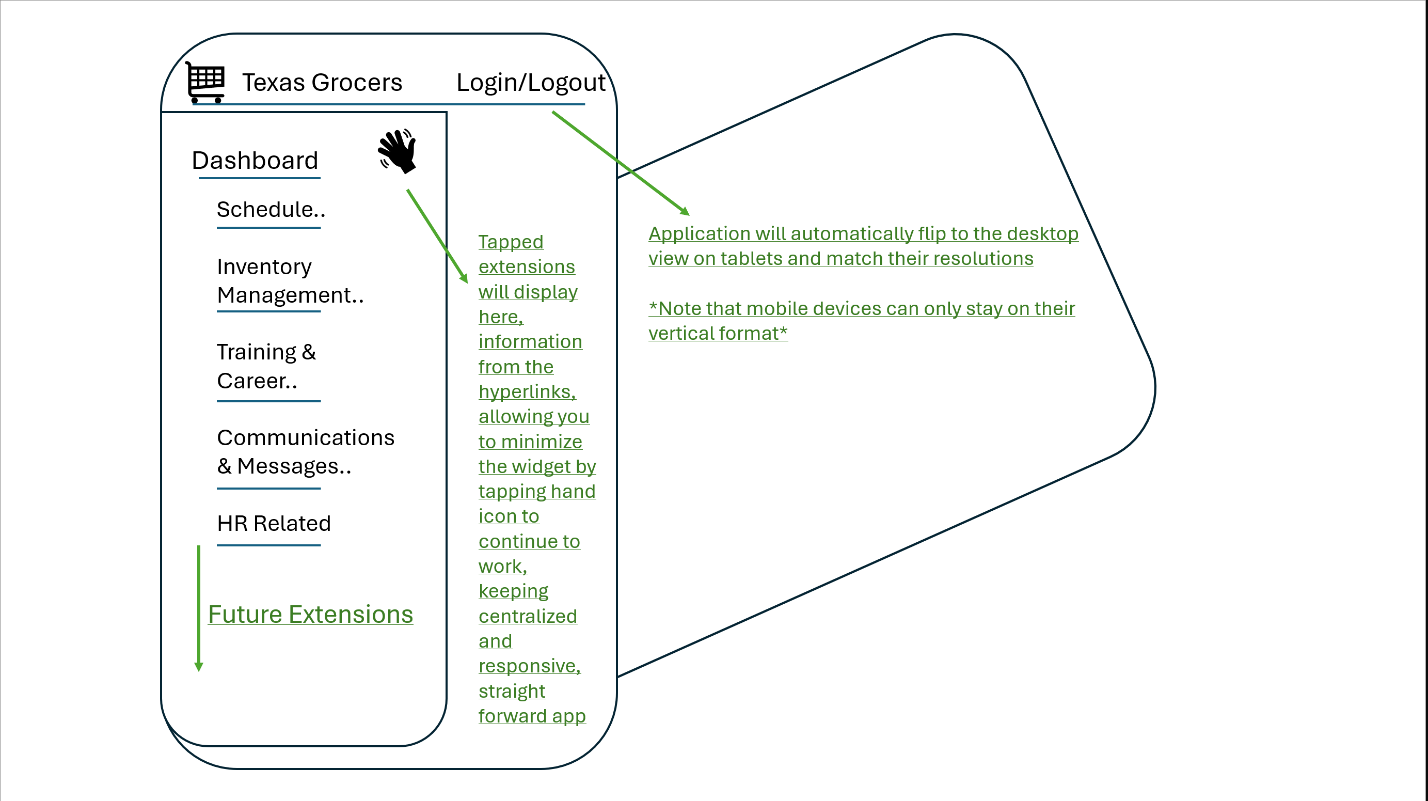 Texas Grocers
Login/Logout
Dashboard
Schedule..
Inventory
Management..
Training &
Career..
Communications
& Messages..
HR Related
Future Extensions
Tapped
extensions
will display
here,
information
from the
hyperlinks,
allowing you
to minimize
the widget by
tapping hand
icon to
continue to
work,
keeping
centralized
and
responsive,
straight
forward app
Application will automatically flip to the desktop
view on tablets and match their resolutions
*Note that mobile devices can only stay on their
vertical format*